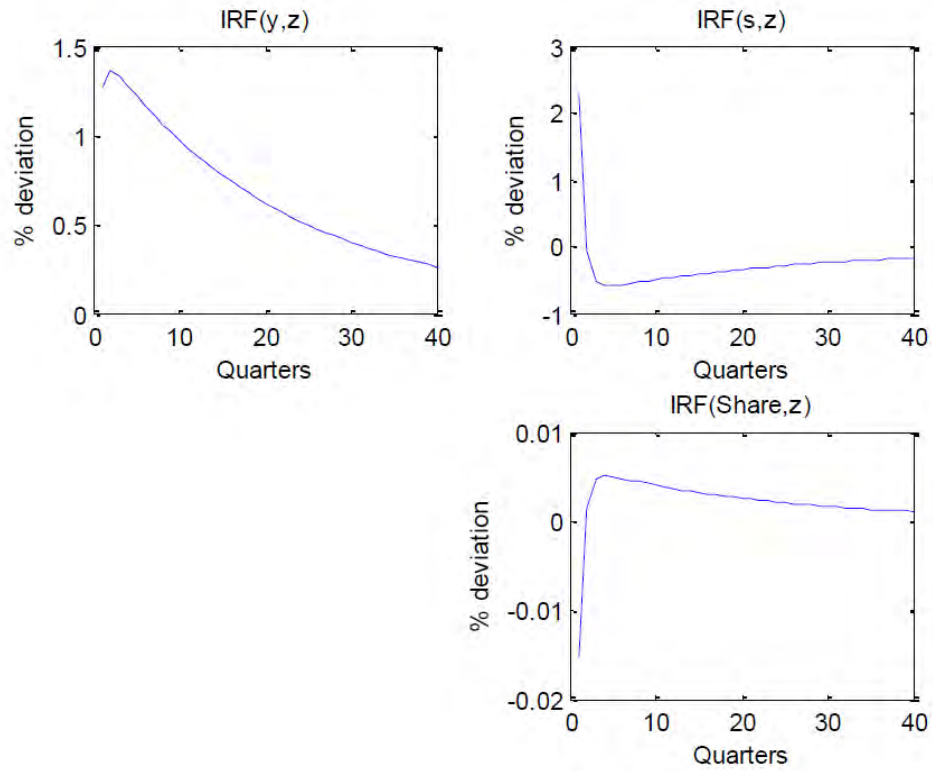 IRF(y,z)
1.5
1
0.5
0
% deviation
0 10 20 30 40
Quarters
IRF(s,z)
3
2
1
0
-1
% deviation
0 10 20 30 40
Quarters
IRF(Share,z)
0.01
0
-0.01
-0.02
% deviation
0 10 20 30 40
Quarters